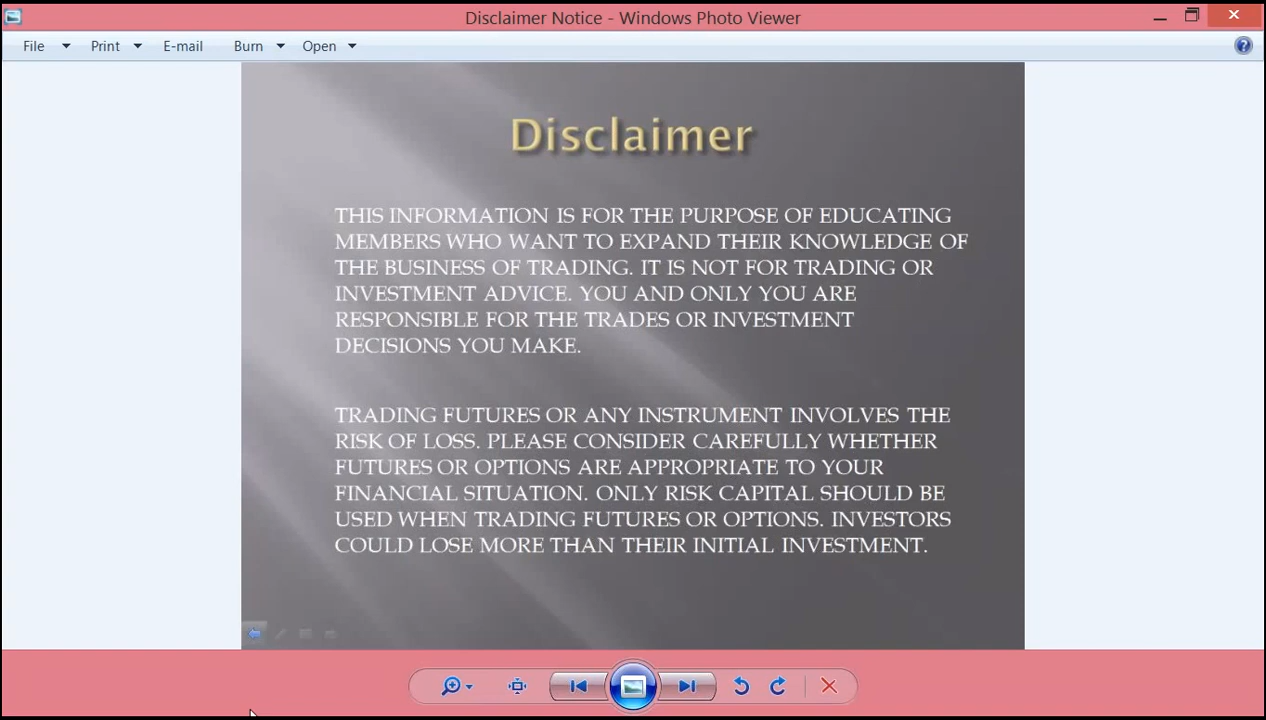 Disclaimer Notice - Windows Photo Viewer
File Print E-mail Burn Open
Disclaimer
THIS INFORMATION IS FOR THE PURPOSE OF EDUCATING
MEMBERS WHO WANT TO EXPAND THEIR KNOWLEDGE OF
THE BUSINESS OF TRADING. IT IS NOT FOR TRADING OR
INVESTMENT ADVICE. YOU AND ONLY YOU ARE
RESPONSIBLE FOR THE TRADES OR INVESTMENT
DECISIONS YOU MAKE.
TRADING FUTURES OR ANY INSTRUMENT INVOLVES THE
RISK OF LOSS. PLEASE CONSIDER CAREFULLY WHETHER
FUTURES OR OPTIONS ARE APPROPRIATE TO YOUR
FINANCIAL SITUATION. ONLY RISK CAPITAL SHOULD BE
USED WHEN TRADING FUTURES OR OPTIONS. INVESTORS
COULD LOSE MORE THAN THEIR INITIAL INVESTMENT.